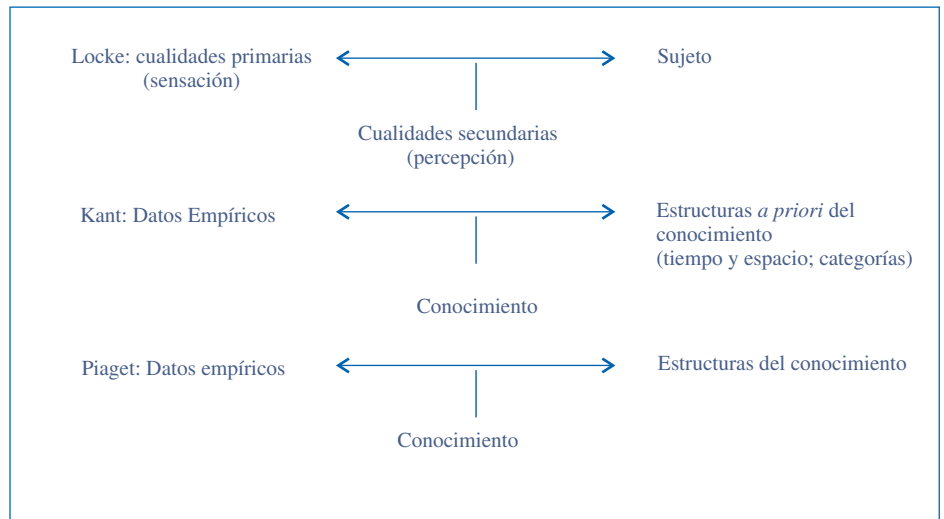 Locke: cualidades primarias
(sensación)
Sujeto
Cualidades secundarias
(percepción)
Kant: Datos Empíricos
Estructuras a priori del
conocimiento
(tiempo y espacio; categorías)
Conocimiento
Piaget: Datos empíricos
Estructuras del conocimiento
Conocimiento